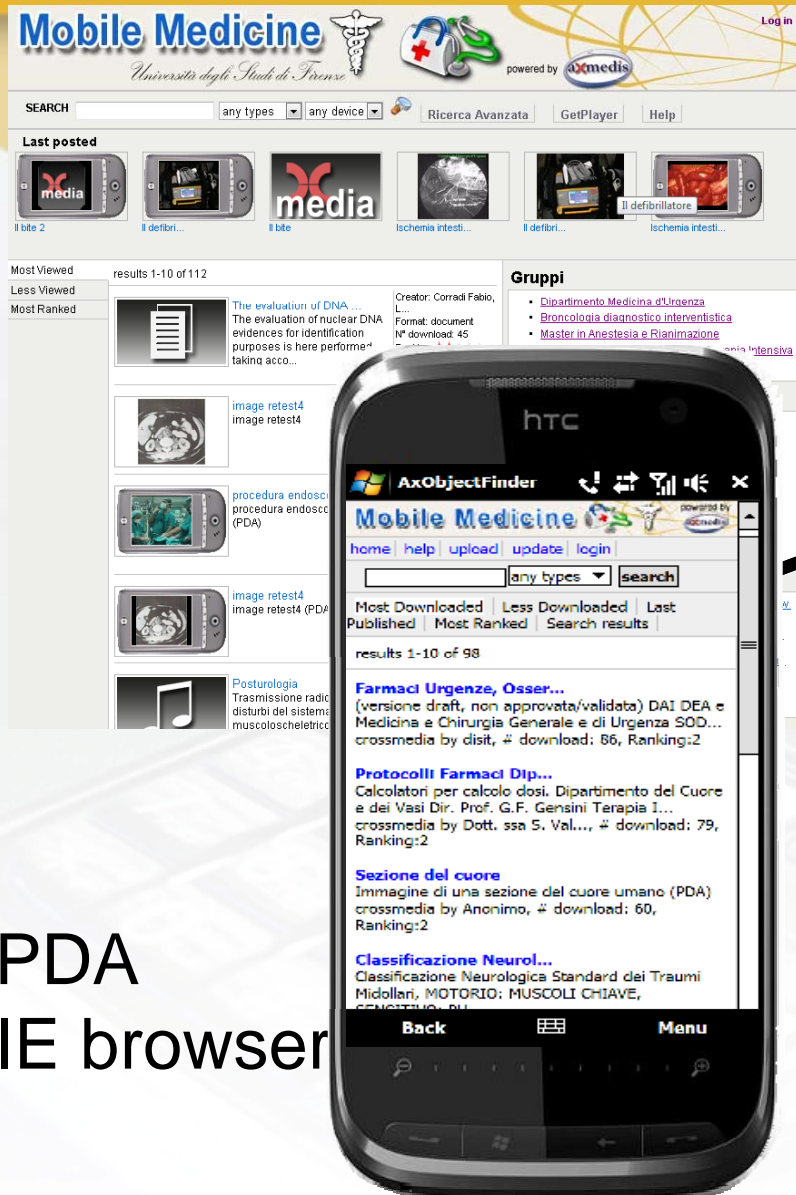 Mobile Medicine
Università degli Studi di Firenze
powered by axmedis
Log in
SEARCH any types any device Ricerca Avanzata GetPlayer Help
Last posted
media
media
Il defibrillatore
Il bite 2 Il defibri... Il bite Ischemia intesti... Il defibri... Ischemia intesti...
Most Viewed
Less Viewed
Most Ranked
results 1-10 of 112
The evaluation of DNA ...
The evaluation of nuclear DNA
evidences for identification
purposes is here performed
taking acco...
Creator: Corradi Fabio,
L...
Format: document
N° download: 45
image retest4
image retest4
procedura endosco
procedura endosco
(PDA)
image retest4
image retest4 (PDA
Posturologia
Trasmissione radio
disturbi del sistema
muscoloscheletrico
Gruppi
Dipartimento Medicina d'Urgenza
Broncologia diagnostico interventistica
Master in Anestesia e Rianimazione
Intensiva
hTC
AxObjectFinder
Mobile Medicine powered by axmedis
home help upload update login
any types search
Most Downloaded Less Downloaded Last
Published Most Ranked Search results
results 1-10 of 98
Farmaci Urgenze, Osser...
(versione draft, non approvata/validata) DAI DEA e
Medicina e Chirurgia Generale e di Urgenza SOD...
crossmedia by disit, # download: 86, Ranking:2
Protocolli Farmaci Dip...
Calcolatori per calcolo dosi. Dipartimento del Cuore
e dei Vasi Dir. Prof. G.F. Gensini Terapia I...
crossmedia by Dott. ssa S. Val..., # download: 79,
Ranking:2
Sezione del cuore
Immagine di una sezione del cuore umano (PDA)
crossmedia by Anonimo, # download: 60,
Ranking:2
Classificazione Neurol...
Classificazione Neurologica Standard dei Traumi
Midollari, MOTORIO: MUSCOLI CHIAVE,
Back Menu
PDA
IE browser